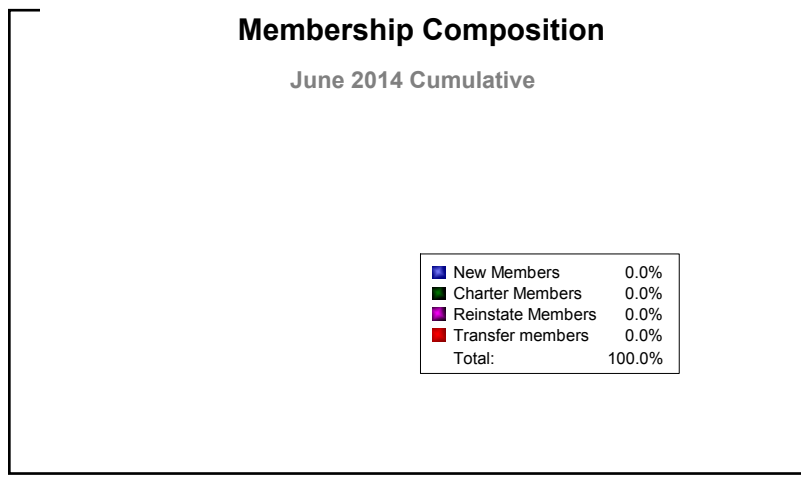 Membership Composition
June 2014 Cumulative
New Members 0.0%
Charter Members 0.0%
Reinstate Members 0.0%
Transfer members 0.0%
Total: 100.0%